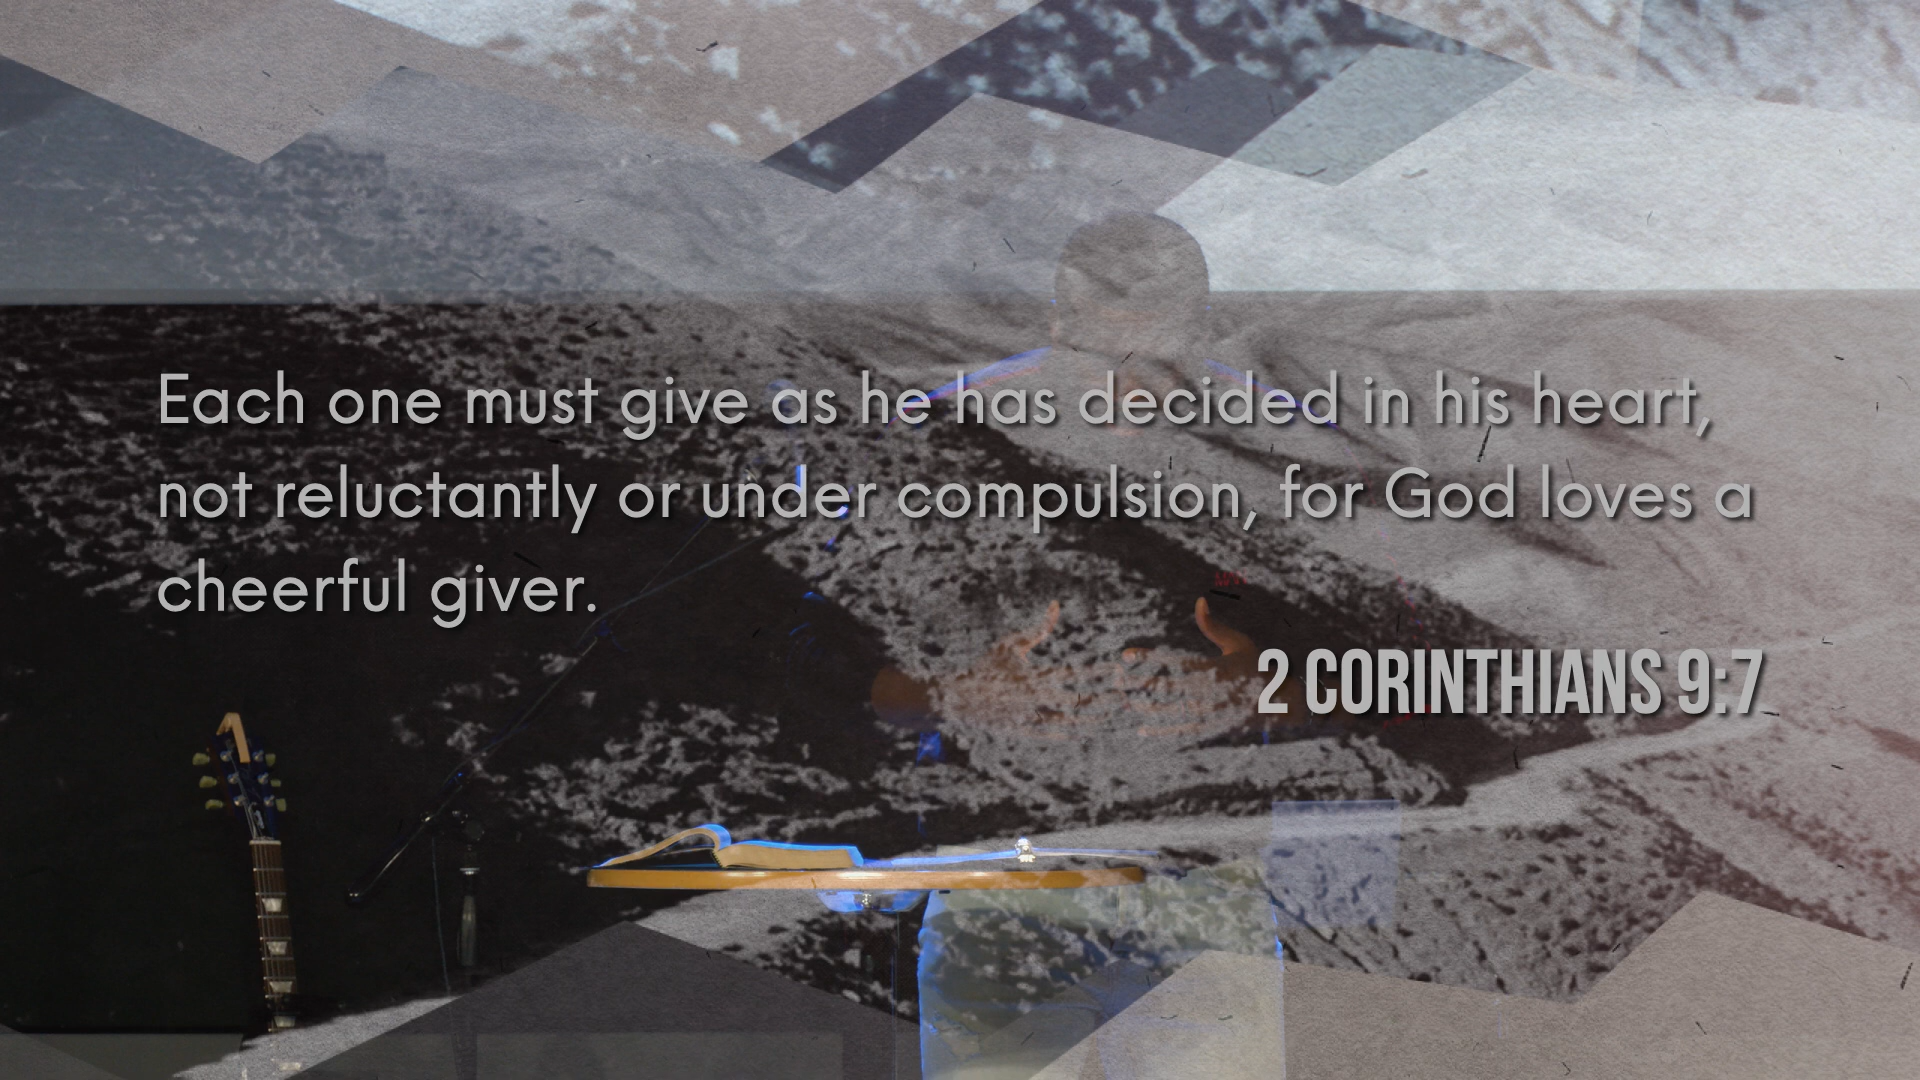 Each one must give as he has decided in his heart,
not reluctantly or under compulsion, for God loves a
cheerful giver.
2 CORINTHIANS 9:7